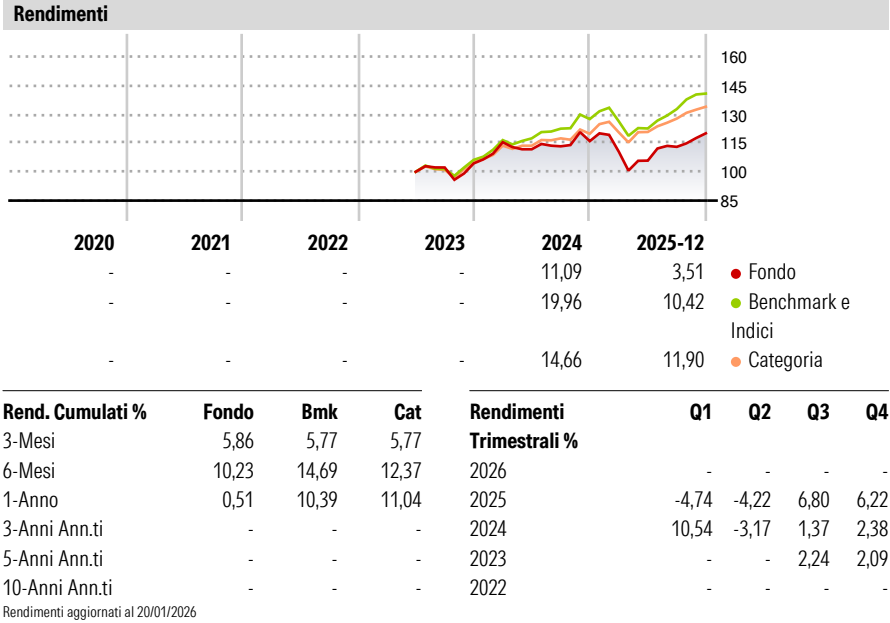 Rendimenti
160
145
130
115
100
85
2020 2021 2022 2023 2024 2025-12
- - - - 11,09 3,51 Fondo
- - - - 19,96 10,42 Benchmark e
Indici
- - - - 14,66 11,90 Categoria
Rend. Cumulati % Fondo Bmk Cat
3-Mesi 5,86 5,77 5,77
6-Mesi 10,23 14,69 12,37
1-Anno 0,51 10,39 11,04
3-Anni Ann.ti - - -
5-Anni Ann.ti - - -
10-Anni Ann.ti - - -
Rendimenti Q1 Q2 Q3 Q4
Trimestrali %
2026 - - - -
2025 -4,74 -4,22 6,80 6,22
2024 10,54 -3,17 1,37 2,38
2023 - - 2,24 2,09
2022 - - - -
Rendimenti aggiornati al 20/01/2026